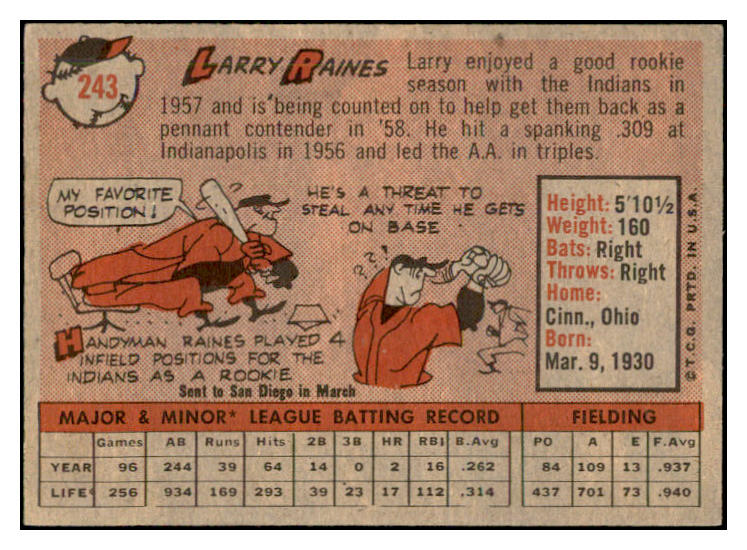 243
LARRY RAINES
Larry enjoyed a good rookie
season with the Indians in
1957 and is being counted on to help get them back as a
pennant contender in '58. He hit a spanking .309 at
Indianapolis in 1956 and led the A.A. in triples.
MY FAVORITE
POSITION!
HE'S A THREAT TO
STEAL ANY TIME HE GETS
ON BASE
? ? !
HANDYMAN RAINES PLAYED 4
INFIELD POSITIONS FOR THE
INDIANS AS A ROOKIE
Sent to San Diego in March
Height: 5'10½
Weight: 160
Bats: Right
Throws: Right
Home:
Cinn., Ohio
Born:
Mar. 9, 1930
© T.C.G. PRTD. IN U.S.A.
MAJOR & MINOR* LEAGUE BATTING RECORD FIELDING
Games AB Runs Hits 2B 3B HR RBI B.Avg PO A E F.Avg
YEAR 96 244 39 64 14 0 2 16 .262 84 109 13 .937
LIFE* 256 934 169 293 39 23 17 112 .314 437 701 73 .940